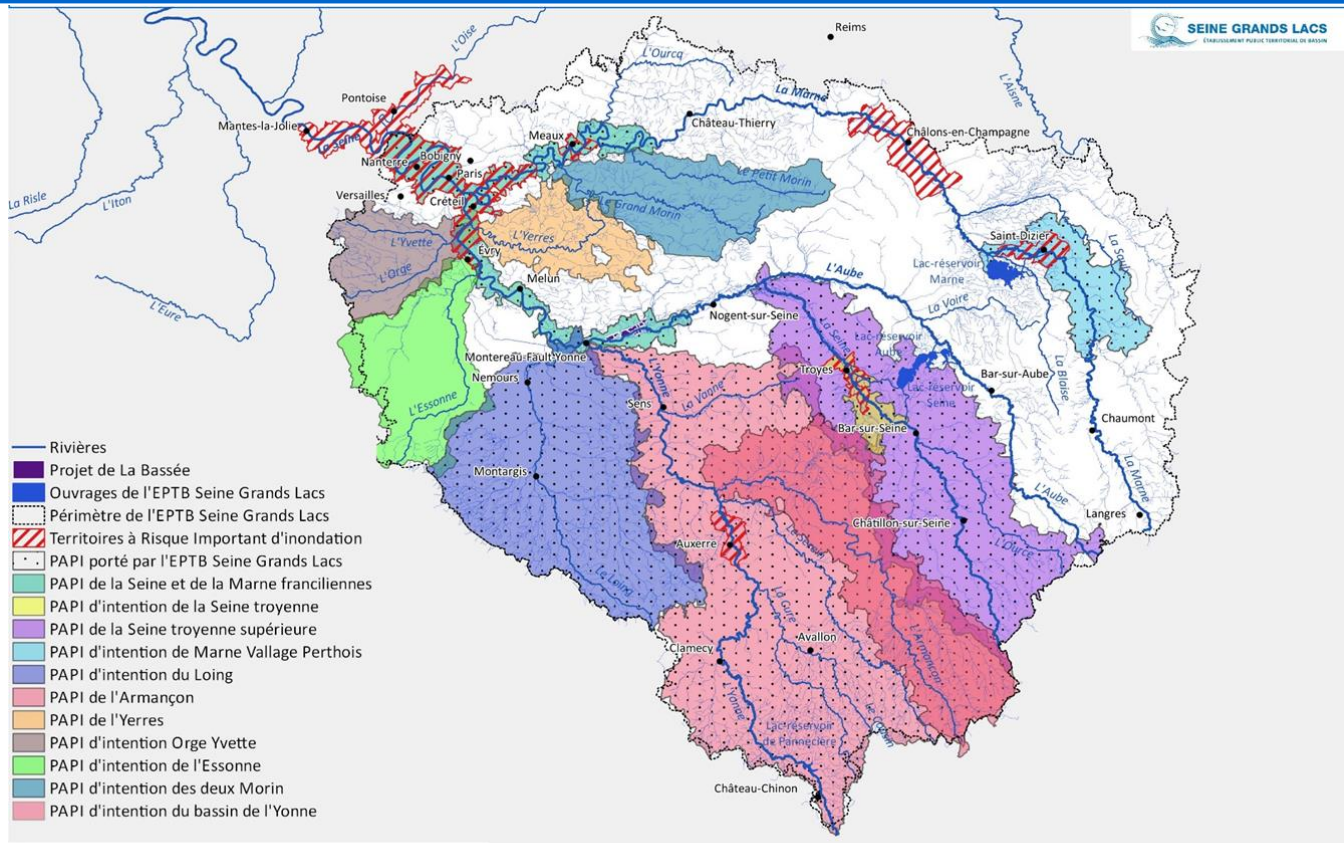 SEINE GRANDS LACS
ÉTABLISSEMENT PUBLIC TERRITORIAL DE BASSIN
Reims
L'Oise
L'Ourcq
L'Aisne
Pontoise
La Marne
Mantes-la-Jolie
Château-Thierry
La Seine
Meaux
Châlons-en-Champagne
Nanterre
Bobigny
Paris
Le Petit Morin
Versailles
Créteil
Le Grand Morin
La Risle
L'Iton
L'Yvette
L'Yerres
Saint-Dizier
La Saulx
Evry
L'Orge
Lac-réservoir
Marne
L'Aube
Melun
La Voire
L'Eure
Nogent-sur-Seine
La Seine
Lac-réservoir
Aube
Montereau-Fault-Yonne
L'Yonne
Troyes
Bar-sur-Aube
La Blaise
Nemours
Lac-réservoir
Seine
La Vanne
L'Essonne
Sens
Bar-sur-Seine
Chaumont
La Marne
Montargis
L'Aube
Langres
Châtillon-sur-Seine
Auxerre
Le Serein
L'Ource
Le Loing
La Cure
L'Armançon
Avallon
Clamecy
L'Yonne
Lac-réservoir
de Pannecière
Le Cousin
Château-Chinon
Rivières
Projet de La Bassée
Ouvrages de l'EPTB Seine Grands Lacs
Périmètre de l'EPTB Seine Grands Lacs
Territoires à Risque Important d'inondation
PAPI porté par l'EPTB Seine Grands Lacs
PAPI de la Seine et de la Marne franciliennes
PAPI d'intention de la Seine troyenne
PAPI de la Seine troyenne supérieure
PAPI d'intention de Marne Vallage Perthois
PAPI d'intention du Loing
PAPI de l'Armançon
PAPI de l'Yerres
PAPI d'intention Orge Yvette
PAPI d'intention de l'Essonne
PAPI d'intention des deux Morin
PAPI d'intention du bassin de l'Yonne